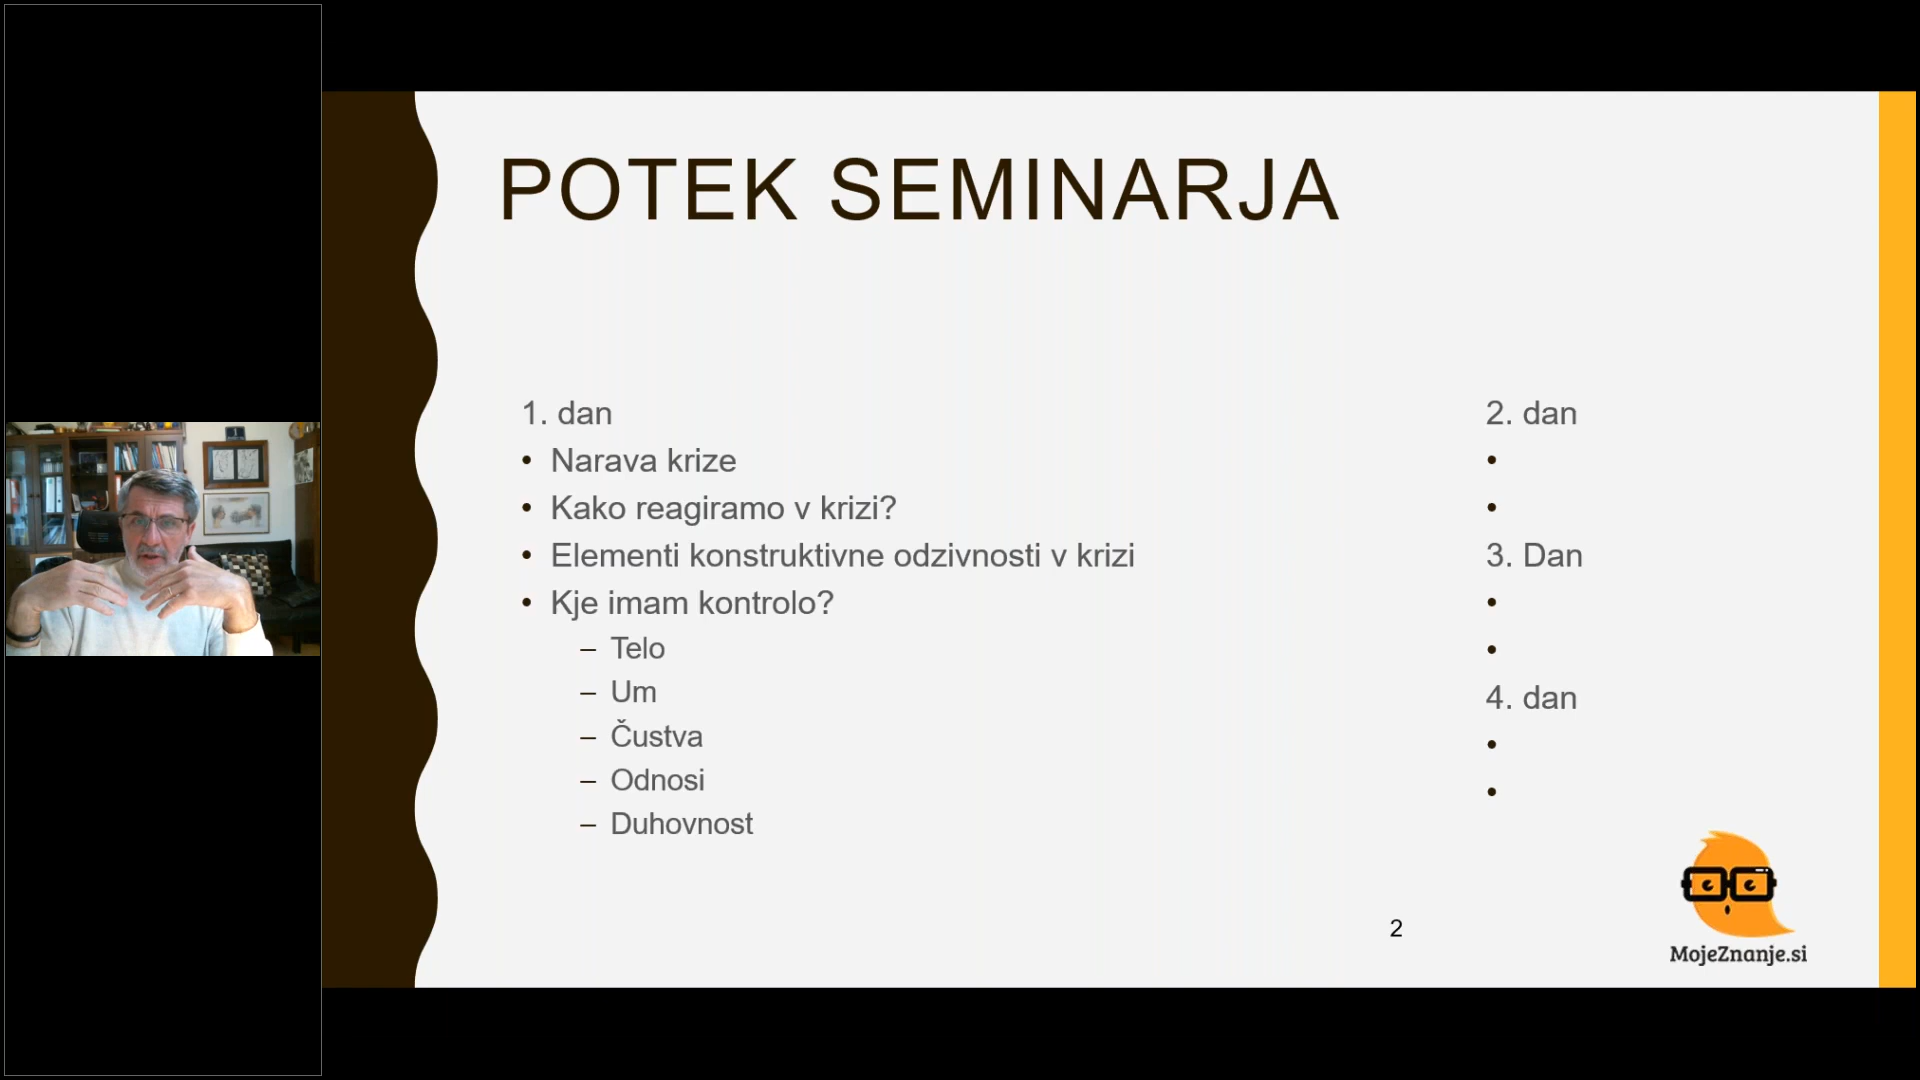 POTEK SEMINARJA
1. dan
• Narava krize
• Kako reagiramo v krizi?
• Elementi konstruktivne odzivnosti v krizi
• Kje imam kontrolo?
– Telo
– Um
– Čustva
– Odnosi
– Duhovnost
2. dan
•
•
3. Dan
•
•
4. dan
•
•
2
MojeZnanje.si